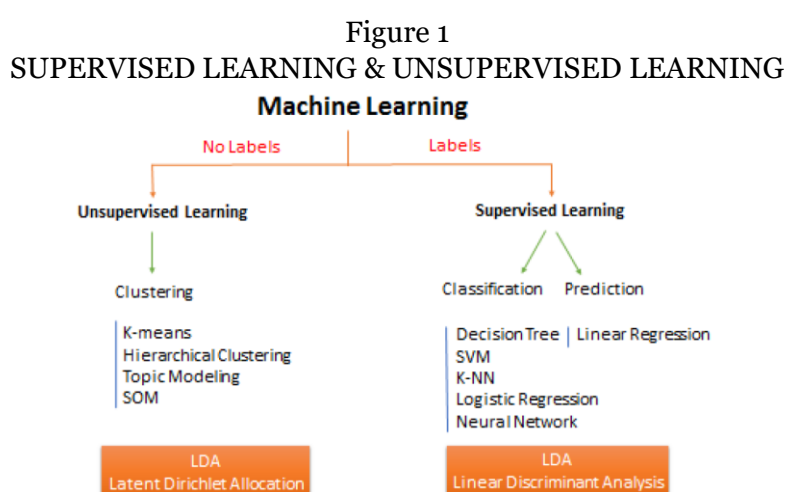 Figure 1
SUPERVISED LEARNING & UNSUPERVISED LEARNING
Machine Learning
No Labels
Labels
Unsupervised Learning
Supervised Learning
Clustering
Classification
Prediction
K-means
Hierarchical Clustering
Topic Modeling
SOM
Decision Tree
Linear Regression
SVM
K-NN
Logistic Regression
Neural Network
LDA
Latent Dirichlet Allocation
LDA
Linear Discriminant Analysis